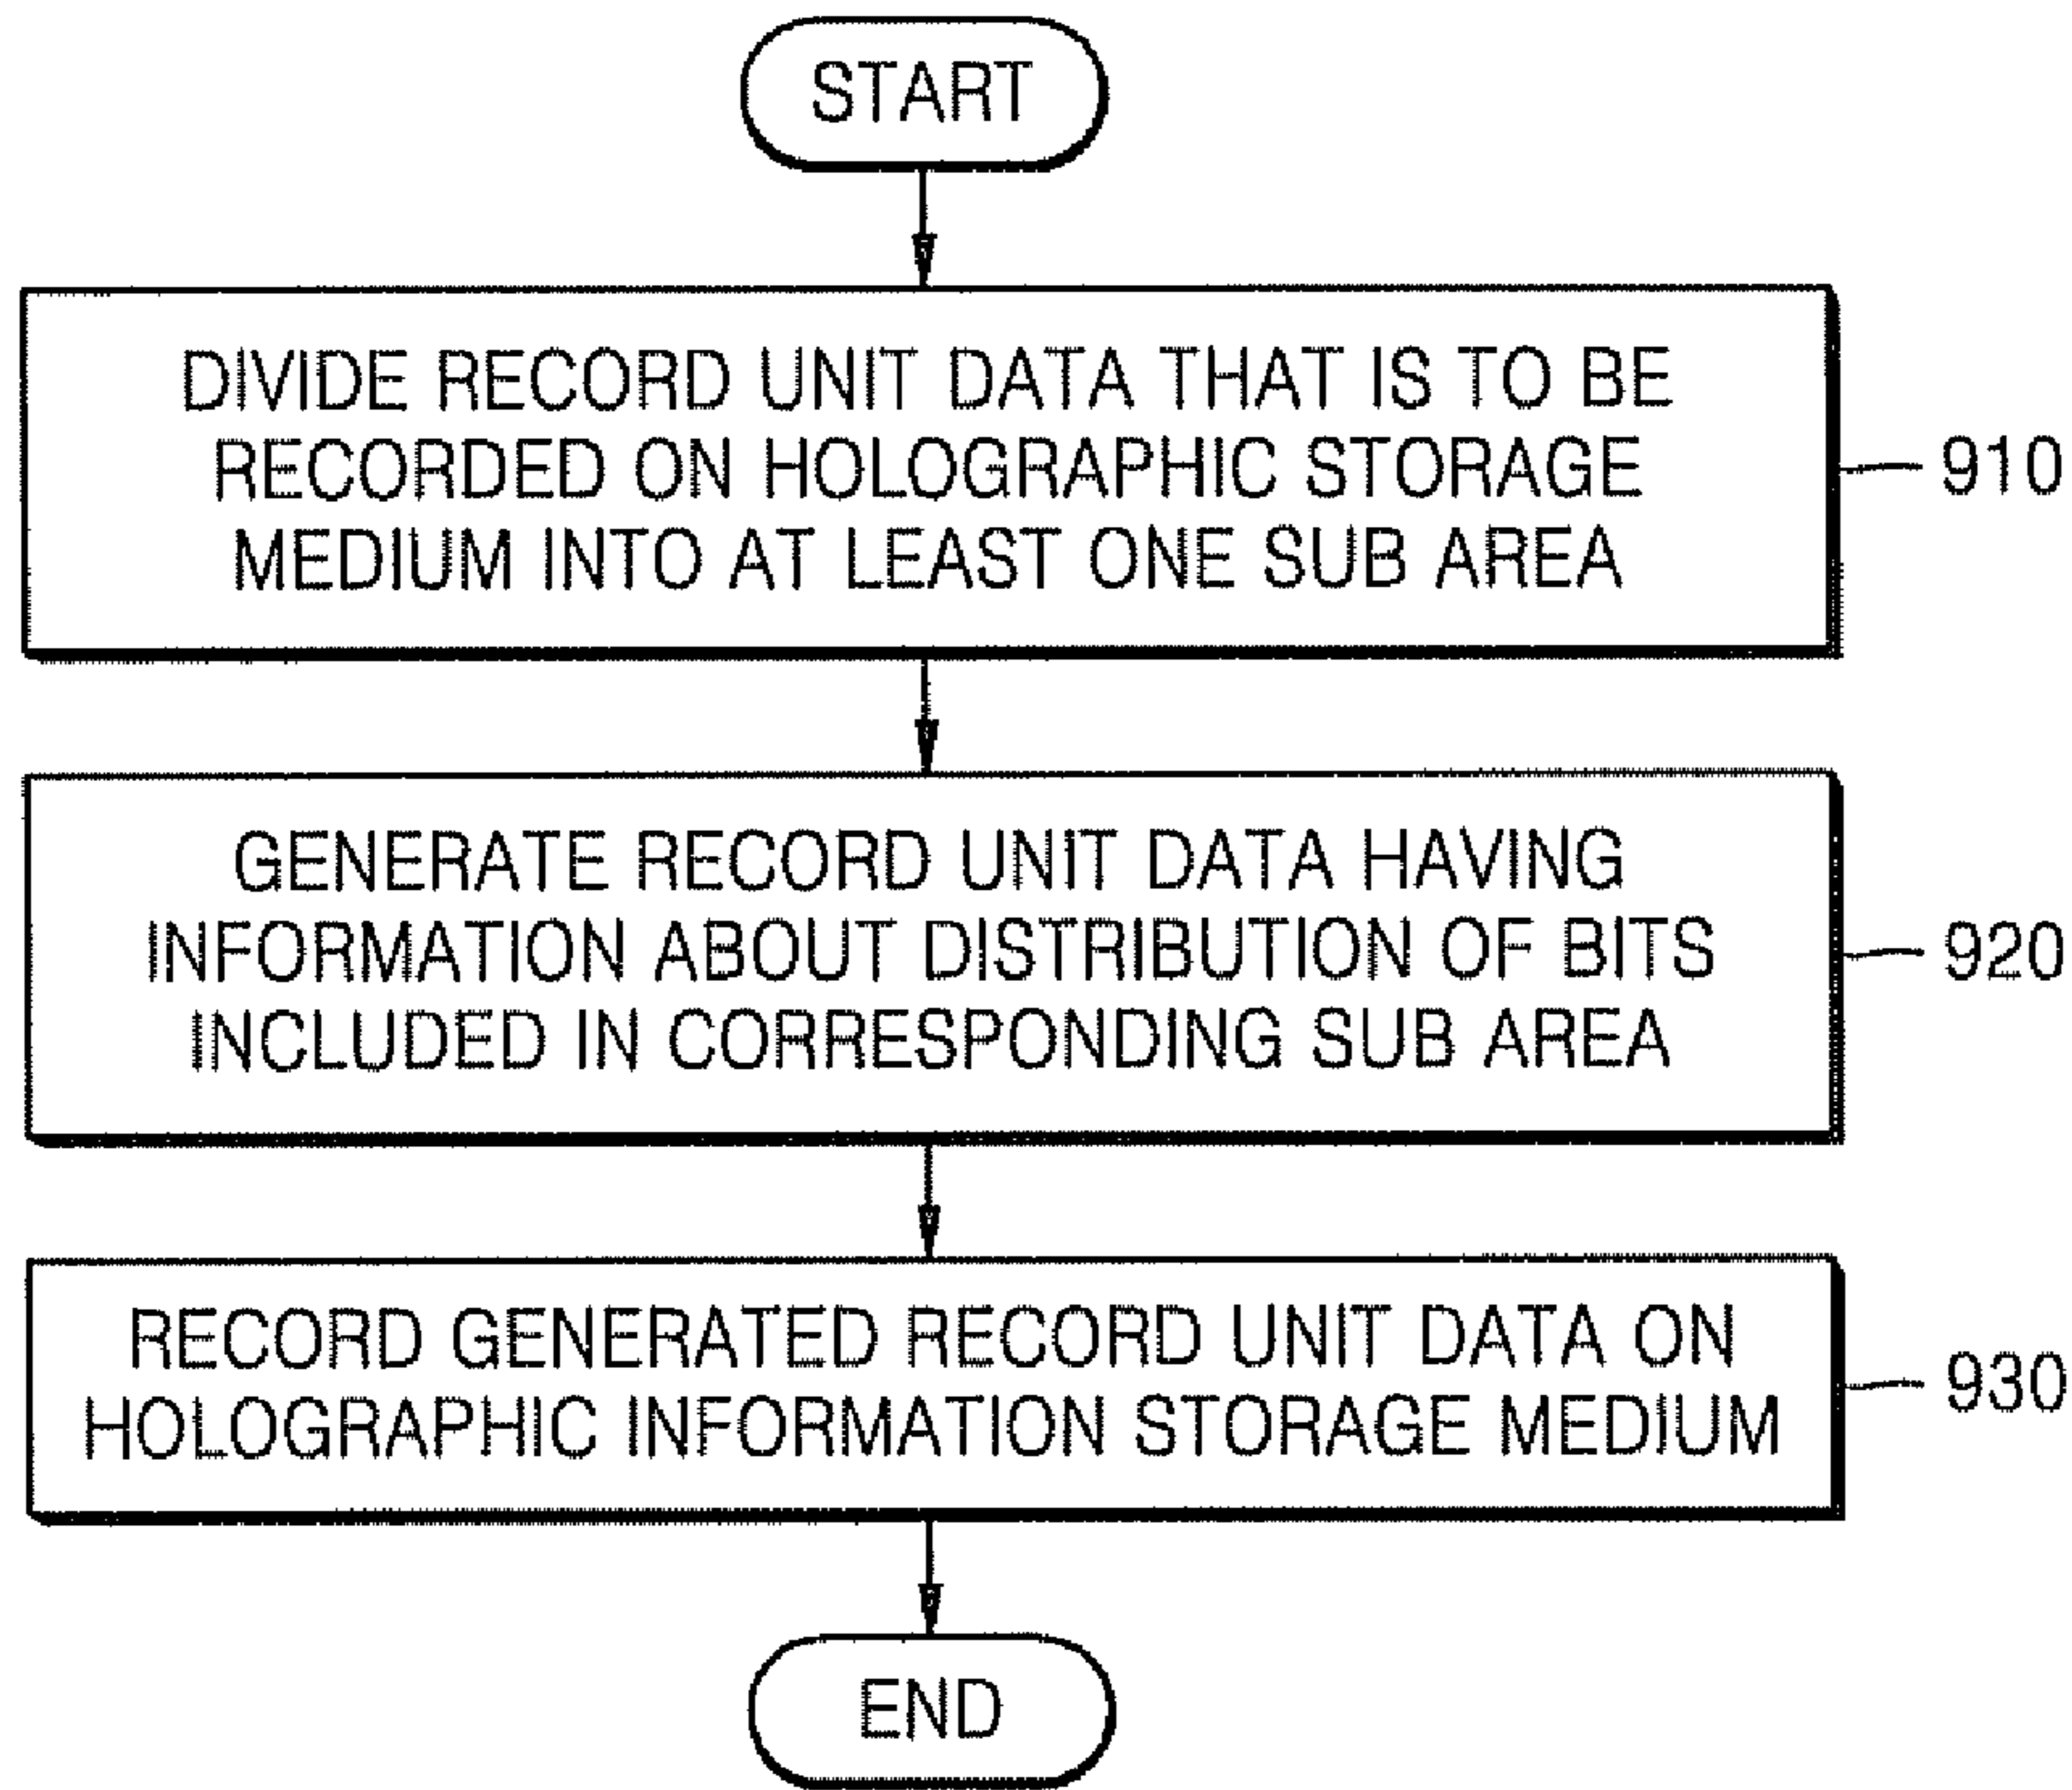 START
DIVIDE RECORD UNIT DATA THAT IS TO BE
RECORDED ON HOLOGRAPHIC STORAGE
MEDIUM INTO AT LEAST ONE SUB AREA
910
GENERATE RECORD UNIT DATA HAVING
INFORMATION ABOUT DISTRIBUTION OF BITS
INCLUDED IN CORRESPONDING SUB AREA
920
RECORD GENERATED RECORD UNIT DATA ON
HOLOGRAPHIC INFORMATION STORAGE MEDIUM
930
END